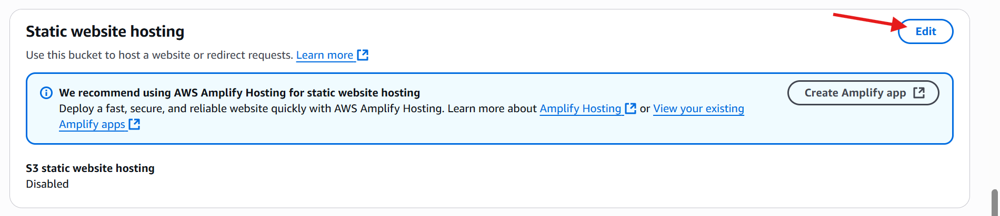 Static website hosting
Edit
Use this bucket to host a website or redirect requests. Learn more
We recommend using AWS Amplify Hosting for static website hosting
Create Amplify app
Deploy a fast, secure, and reliable website quickly with AWS Amplify Hosting. Learn more about Amplify Hosting or View your existing
Amplify apps
S3 static website hosting
Disabled